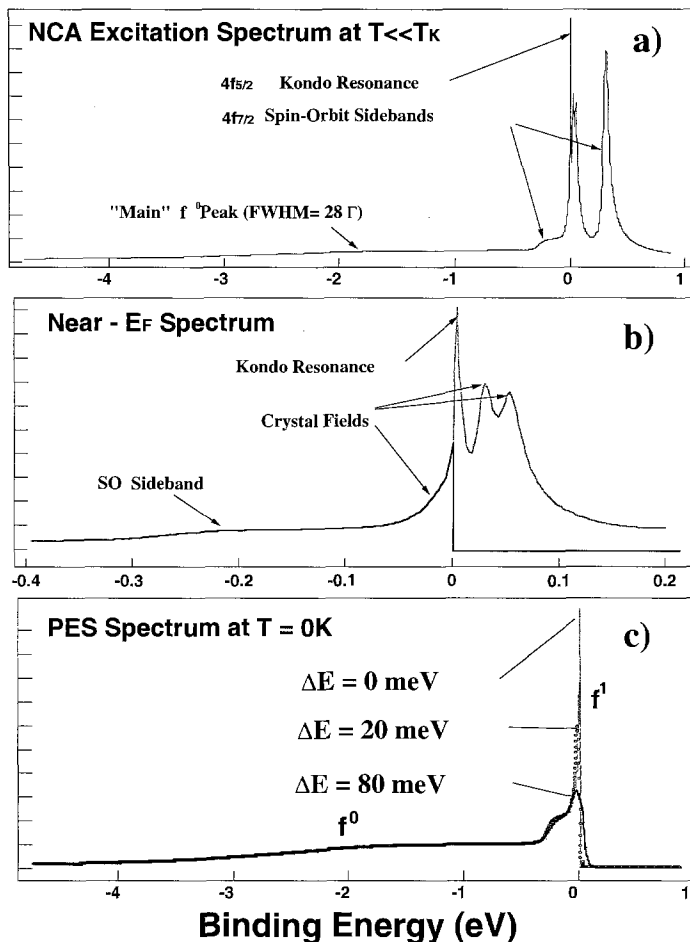 NCA Excitation Spectrum at T<<TK
a)
4f5/2 Kondo Resonance
4f7/2 Spin-Orbit Sidebands
"Main" f 0 Peak (FWHM= 28 Γ)
-4 -3 -2 -1 0 1
Near - EF Spectrum
b)
Kondo Resonance
Crystal Fields
SO Sideband
-0.4 -0.3 -0.2 -0.1 0 0.1 0.2
PES Spectrum at T = 0K
c)
ΔE = 0 meV
f1
ΔE = 20 meV
ΔE = 80 meV
f0
-4 -3 -2 -1 0 1
Binding Energy (eV)